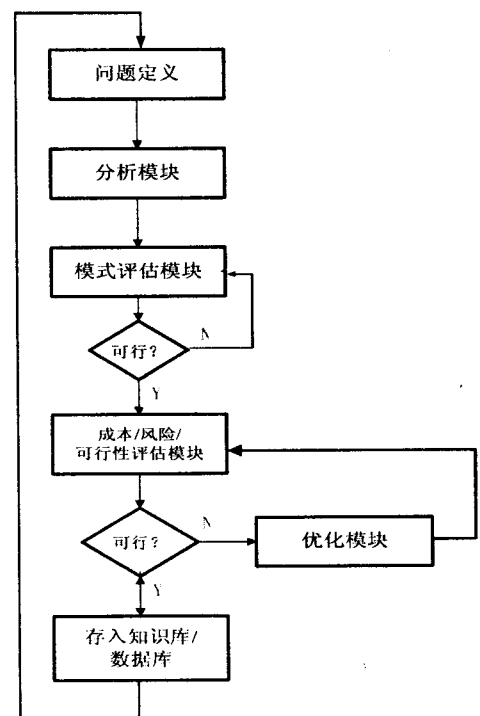 问题定义
分析模块
模式评估模块
N
可行?
Y
成本/风险/
可行性评估模块
N
可行?
优化模块
Y
存入知识库/
数据库